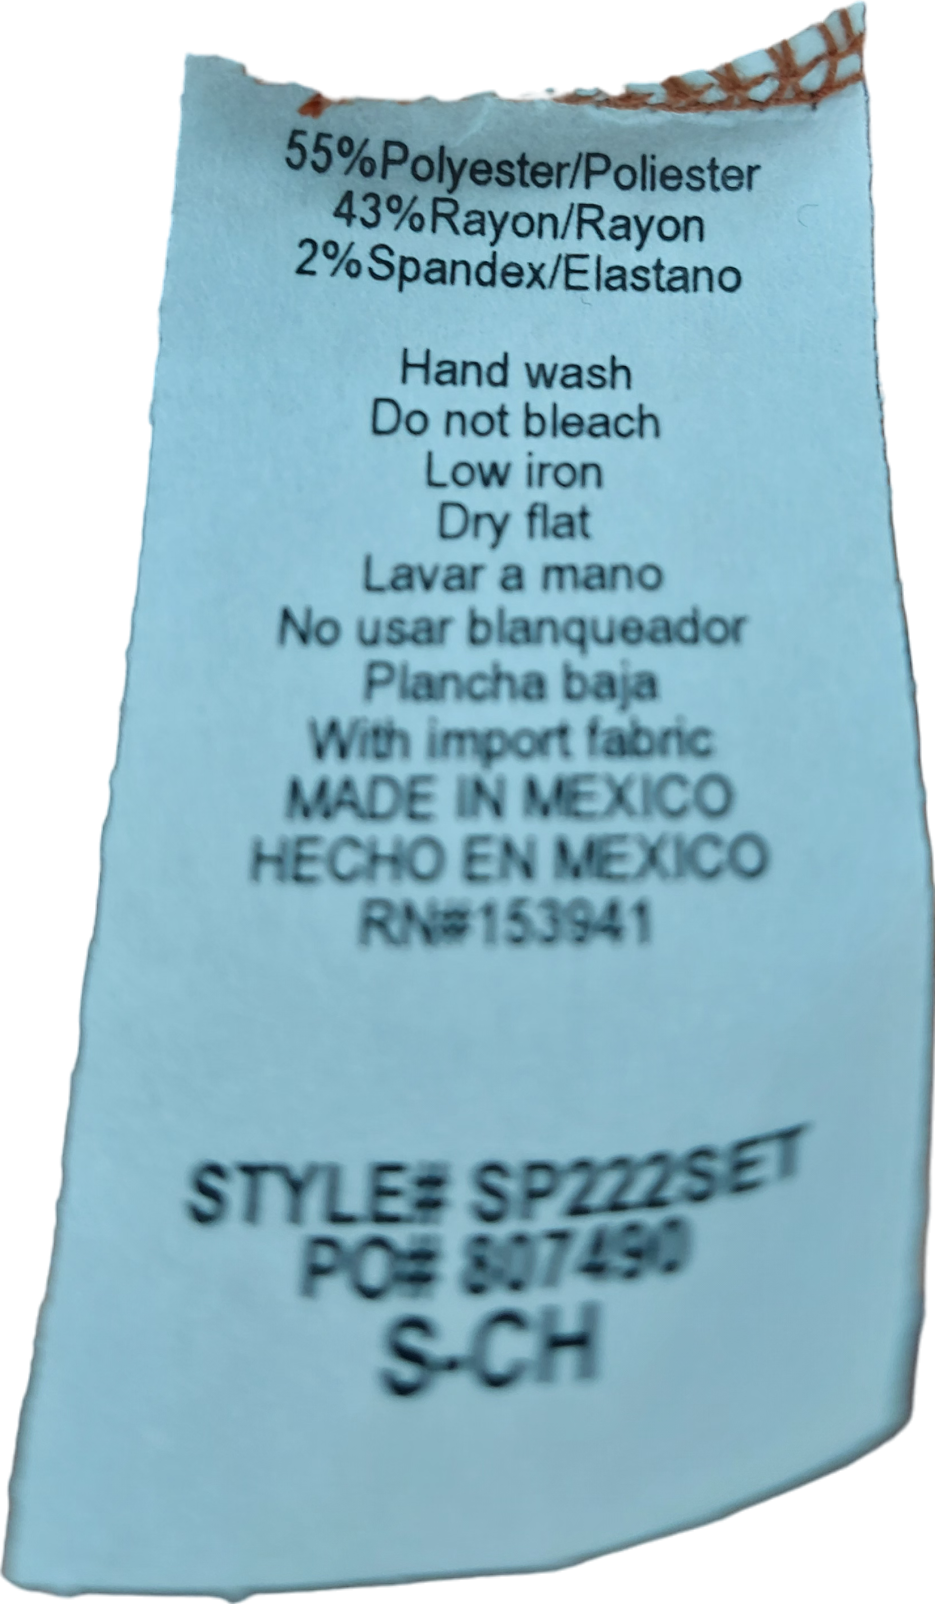 55%Polyester/Poliester
43%Rayon/Rayon
2%Spandex/Elastano
Hand wash
Do not bleach
Low iron
Dry flat
Lavar a mano
No usar blanqueador
Plancha baja
With import fabric
MADE IN MEXICO
HECHO EN MEXICO
RN#153941
STYLE# SP222SET
PO# 807490
S-CH